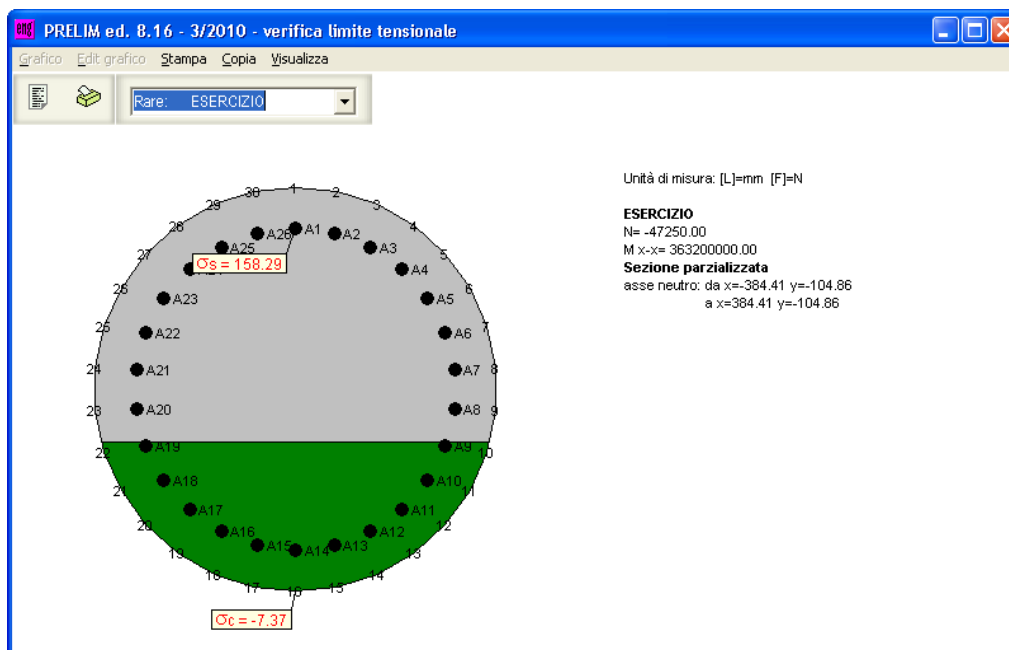 PRELIM ed. 8.16 - 3/2010 - verifica limite tensionale
Grafico Edit grafico Stampa Copia Visualizza
Rare: ESERCIZIO
Unità di misura: [L]=mm [F]=N
ESERCIZIO
N= -47250.00
M x-x= 363200000.00
Sezione parzializzata
asse neutro: da x=-384.41 y=-104.86
a x=384.41 y=-104.86
30 1 2
29 3
28 A26 A1 A2 4
27 A25 A3 5
σs = 158.29 A4
26 A23 A5 6
25 A22 A6 7
24 A21 A7 8
23 A20 A8 9
22 A19 A9 10
21 A18 A10 11
20 A17 A11 12
19 A16 A15 A14 A13 A12 13
18 17 16 15 14
σc = -7.37